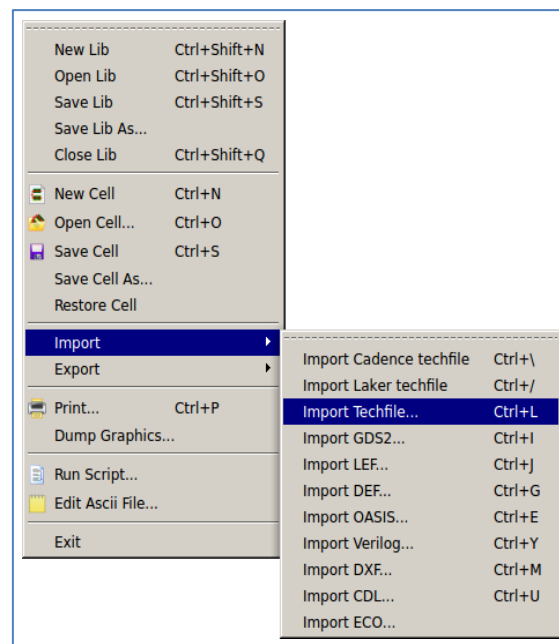 New Lib Ctrl+Shift+N
Open Lib Ctrl+Shift+O
Save Lib Ctrl+Shift+S
Save Lib As...
Close Lib Ctrl+Shift+Q
New Cell Ctrl+N
Open Cell... Ctrl+O
Save Cell Ctrl+S
Save Cell As...
Restore Cell
Import
Export
Print... Ctrl+P
Dump Graphics...
Run Script...
Edit Ascii File...
Exit
Import Cadence techfile Ctrl+\
Import Laker techfile Ctrl+/
Import Techfile... Ctrl+L
Import GDS2... Ctrl+I
Import LEF... Ctrl+J
Import DEF... Ctrl+G
Import OASIS... Ctrl+E
Import Verilog... Ctrl+Y
Import DXF... Ctrl+M
Import CDL... Ctrl+U
Import ECO...